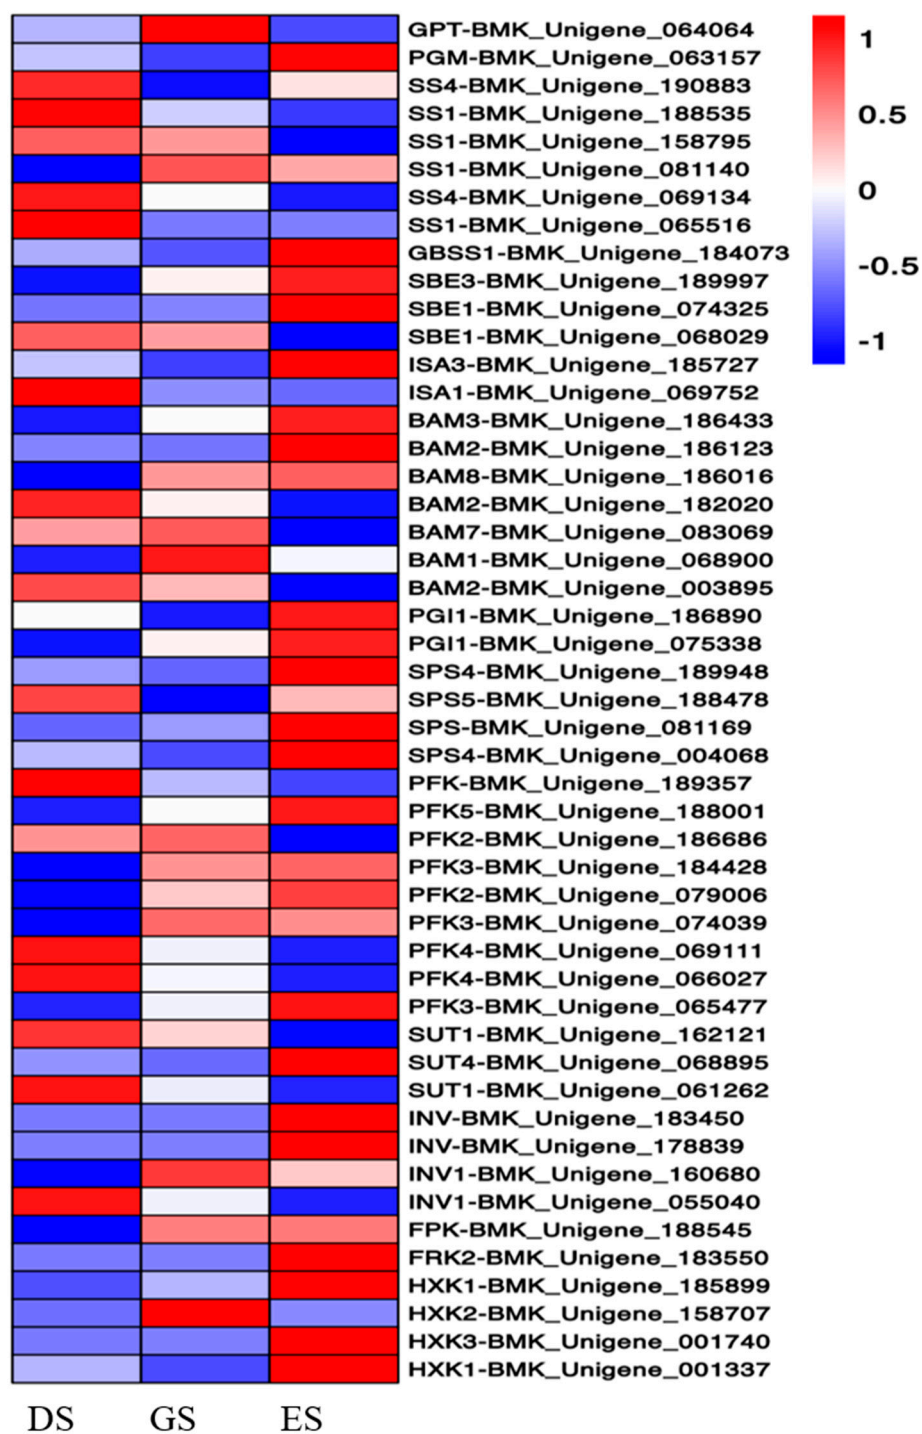 GPT-BMK_Unigene_064064
PGM-BMK_Unigene_063157
SS4-BMK_Unigene_190883
SS1-BMK_Unigene_188535
SS1-BMK_Unigene_158795
SS1-BMK_Unigene_081140
SS4-BMK_Unigene_069134
SS1-BMK_Unigene_065516
GBSS1-BMK_Unigene_184073
SBE3-BMK_Unigene_189997
SBE1-BMK_Unigene_074325
SBE1-BMK_Unigene_068029
ISA3-BMK_Unigene_185727
ISA1-BMK_Unigene_069752
BAM3-BMK_Unigene_186433
BAM2-BMK_Unigene_186123
BAM8-BMK_Unigene_186016
BAM2-BMK_Unigene_182020
BAM7-BMK_Unigene_083069
BAM1-BMK_Unigene_068900
BAM2-BMK_Unigene_003895
PGI1-BMK_Unigene_186890
PGI1-BMK_Unigene_075338
SPS4-BMK_Unigene_189948
SPS5-BMK_Unigene_188478
SPS-BMK_Unigene_081169
SPS4-BMK_Unigene_004068
PFK-BMK_Unigene_189357
PFK5-BMK_Unigene_188001
PFK2-BMK_Unigene_186686
PFK3-BMK_Unigene_184428
PFK2-BMK_Unigene_079006
PFK3-BMK_Unigene_074039
PFK4-BMK_Unigene_069111
PFK4-BMK_Unigene_066027
PFK3-BMK_Unigene_065477
SUT1-BMK_Unigene_162121
SUT4-BMK_Unigene_068895
SUT1-BMK_Unigene_061262
INV-BMK_Unigene_183450
INV-BMK_Unigene_178839
INV1-BMK_Unigene_160680
INV1-BMK_Unigene_055040
FPK-BMK_Unigene_188545
FRK2-BMK_Unigene_183550
HXK1-BMK_Unigene_185899
HXK2-BMK_Unigene_158707
HXK3-BMK_Unigene_001740
HXK1-BMK_Unigene_001337
1
0.5
0
-0.5
-1
DS GS ES